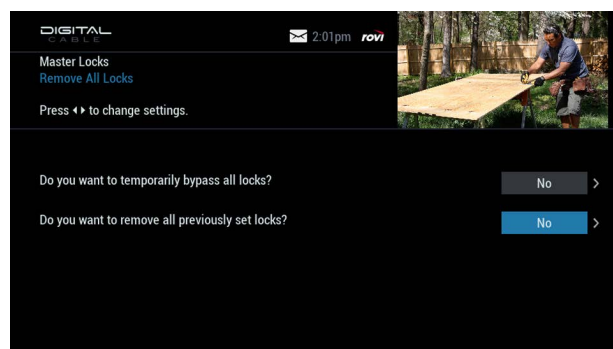 DIGITAL
CABLE
2:01pm rovi
Master Locks
Remove All Locks
Press to change settings.
Do you want to temporarily bypass all locks? No
Do you want to remove all previously set locks? No